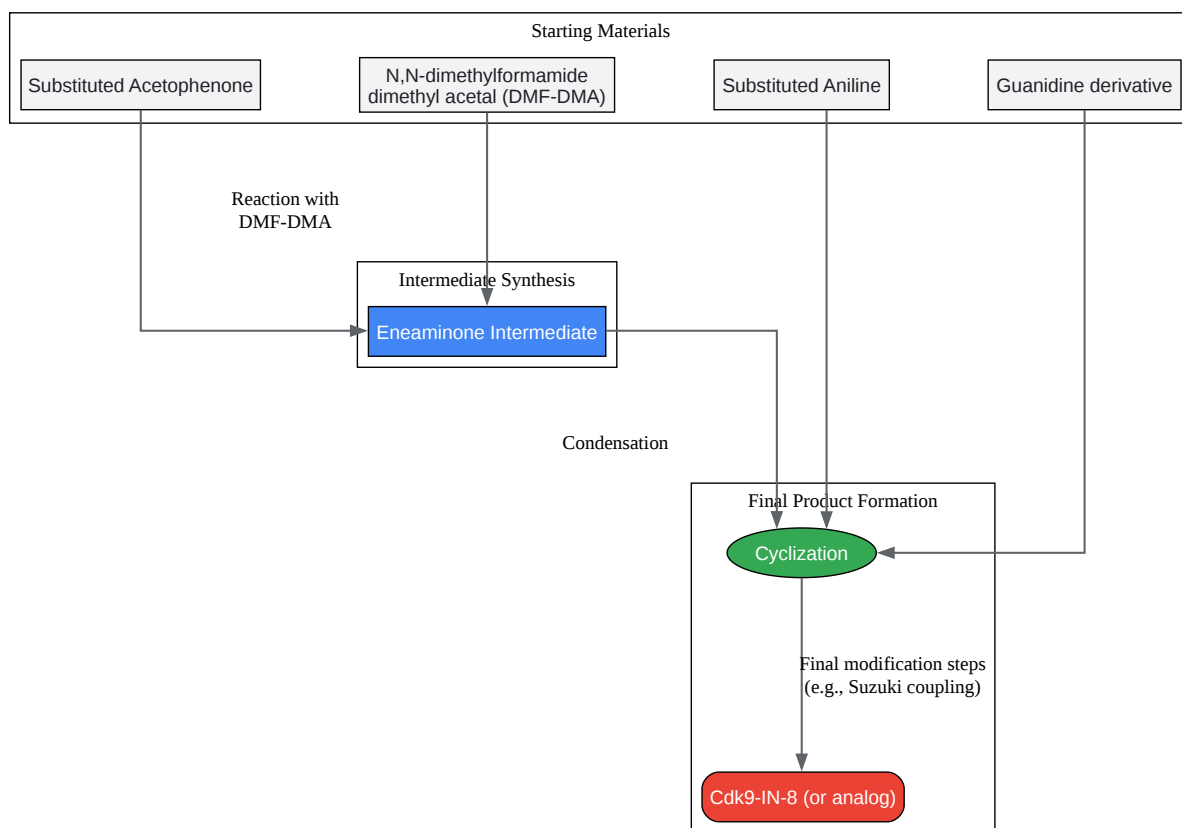 Starting Materials
Substituted Acetophenone
N,N-dimethylformamide
dimethyl acetal (DMF-DMA)
Substituted Aniline
Guanidine derivative
Reaction with
DMF-DMA
Intermediate Synthesis
Eneaminone Intermediate
Condensation
Final Product Formation
Cyclization
Final modification steps
(e.g., Suzuki coupling)
Cdk9-IN-8 (or analog)